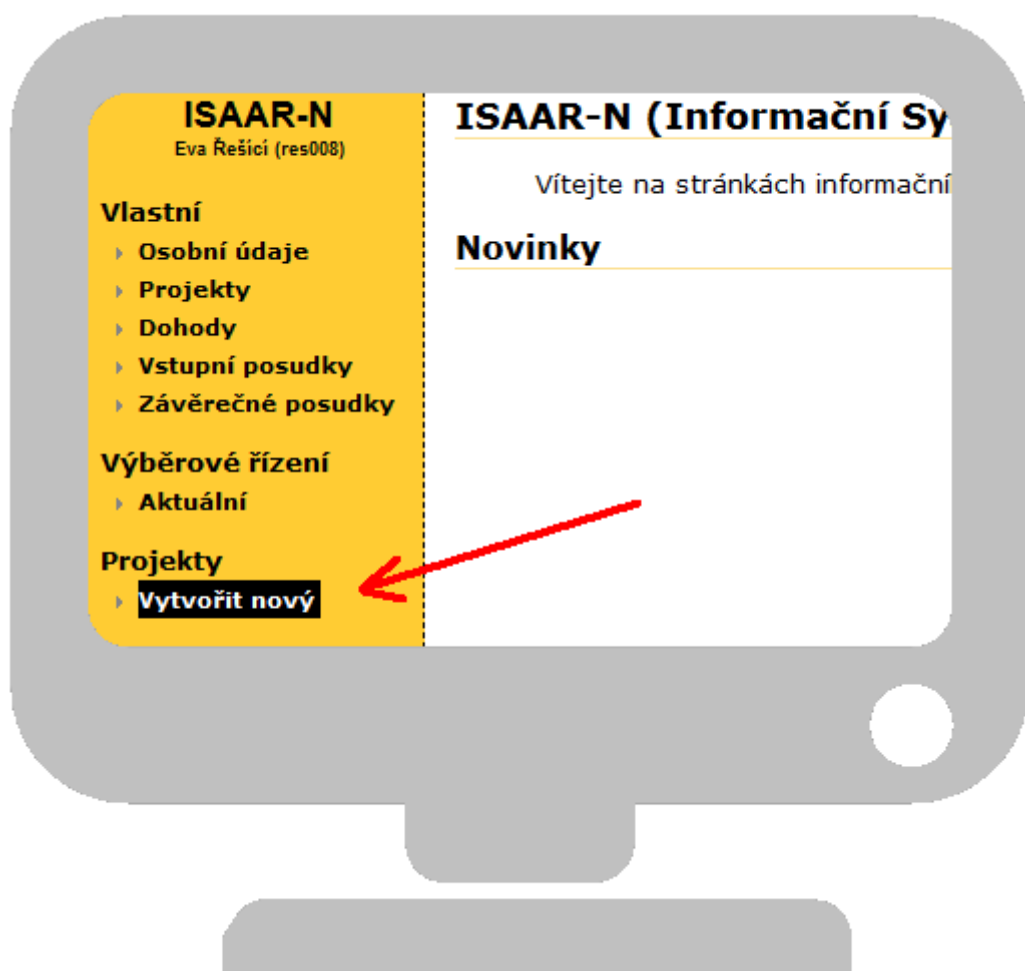 ISAAR-N
Eva Řešící (res008)
Vlastní
Osobní údaje
Projekty
Dohody
Vstupní posudky
Závěrečné posudky
Výběrové řízení
Aktuální
Projekty
Vytvořit nový
ISAAR-N (Informační Sy
Vítejte na stránkách informační
Novinky